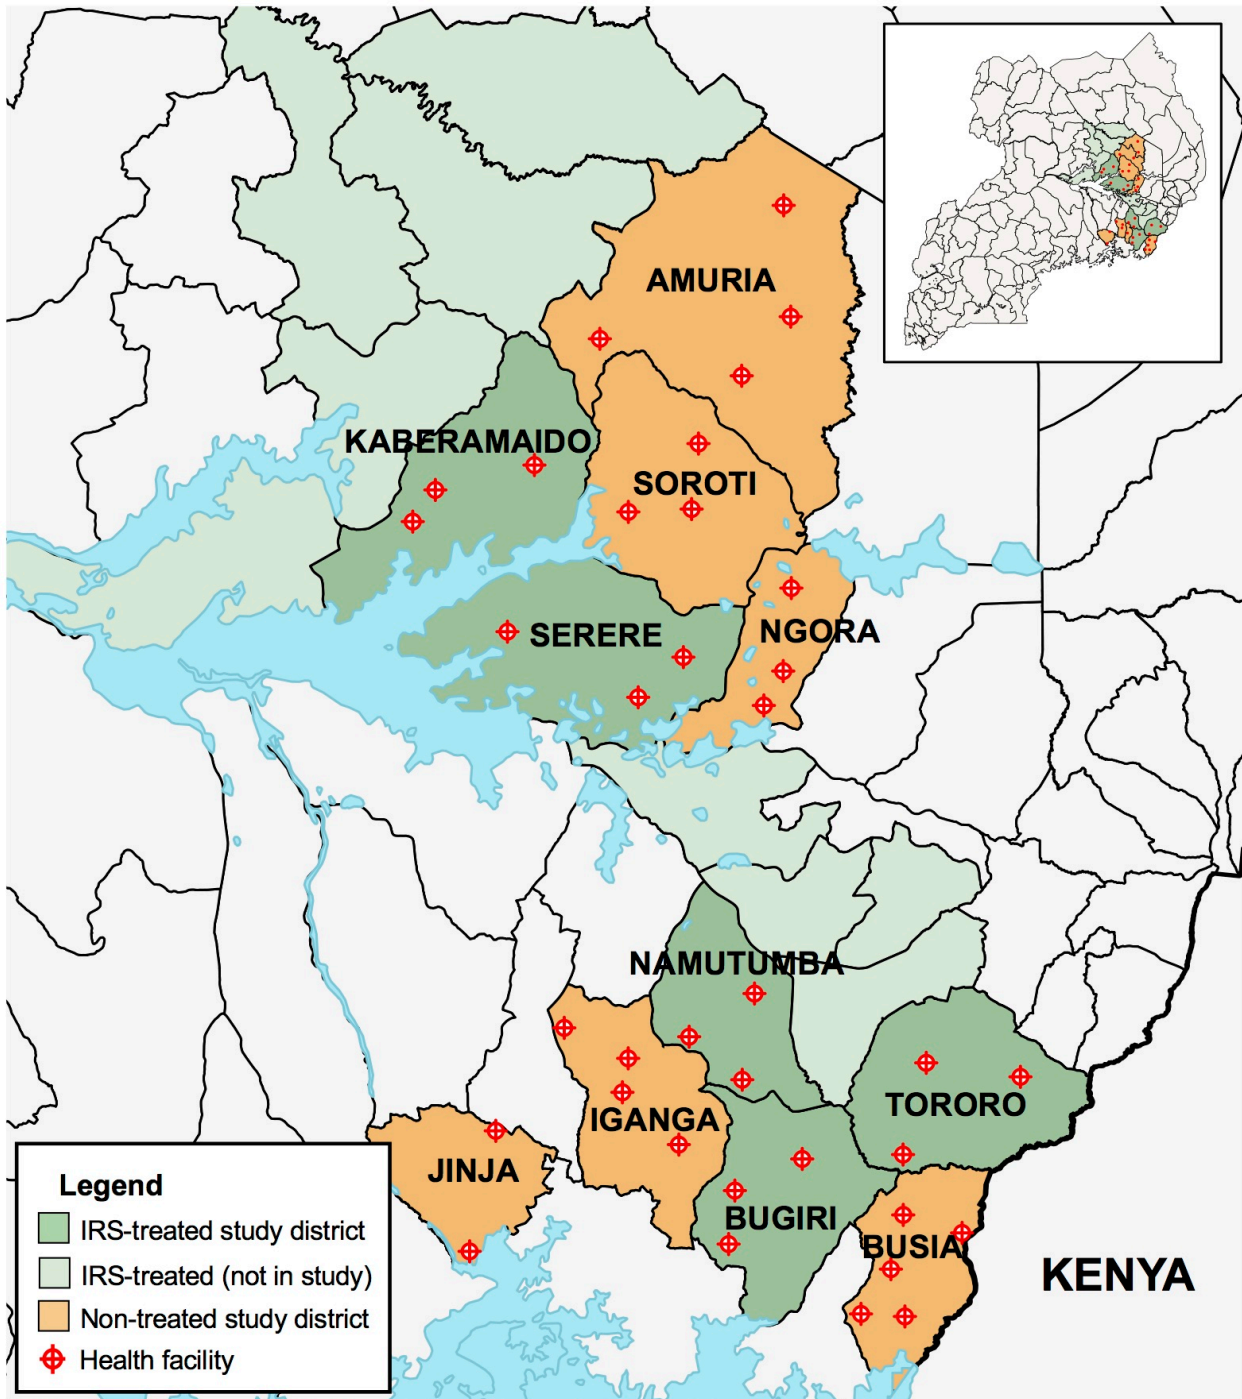 AMURIA
KABERAMAIDO
SOROTI
SERERE
NGORA
NAMUTUMBA
TORORO
IGANGA
JINJA
BUGIRI
BUSIA
KENYA
Legend
IRS-treated study district
IRS-treated (not in study)
Non-treated study district
Health facility